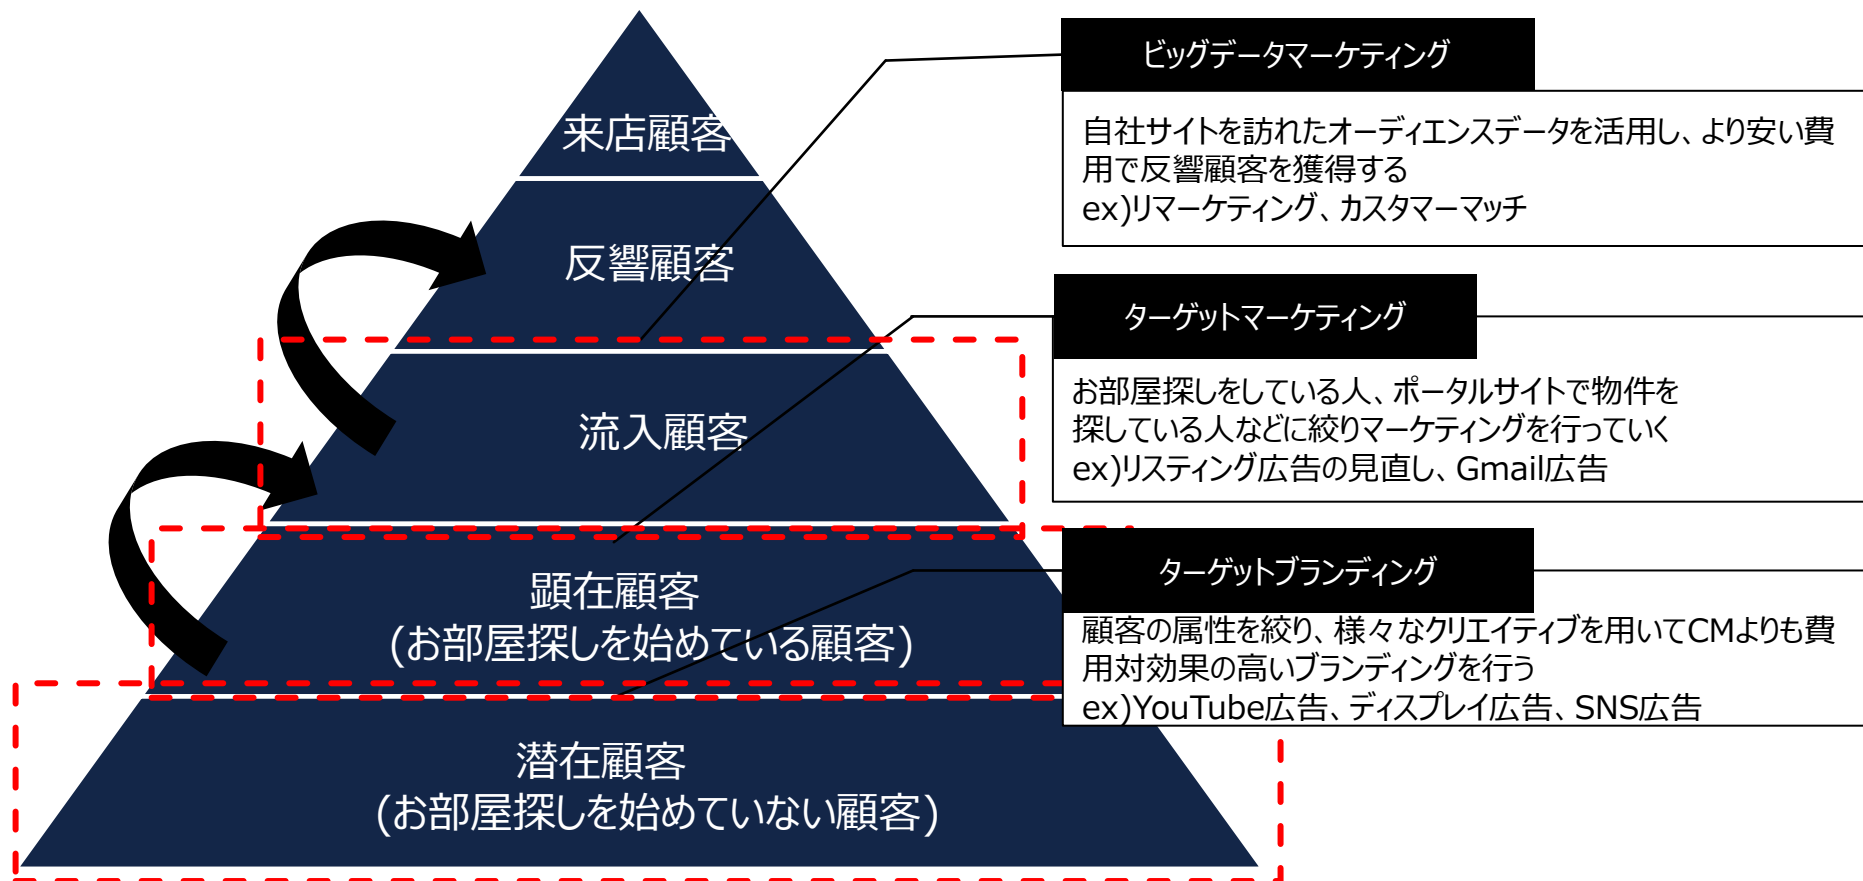 来店顧客
反響顧客
流入顧客
顕在顧客
(お部屋探しを始めている顧客)
潜在顧客
(お部屋探しを始めていない顧客)
ビッグデータマーケティング
自社サイトを訪れたオーディエンスデータを活用し、より安い費
用で反響顧客を獲得する
ex)リマーケティング、カスタマーマッチ
ターゲットマーケティング
お部屋探しをしている人、ポータルサイトで物件を
探している人などに絞りマーケティングを行っていく
ex)リスティング広告の見直し、Gmail広告
ターゲットブランディング
顧客の属性を絞り、様々なクリエイティブを用いてCMよりも費
用対効果の高いブランディングを行う
ex)YouTube広告、ディスプレイ広告、SNS広告